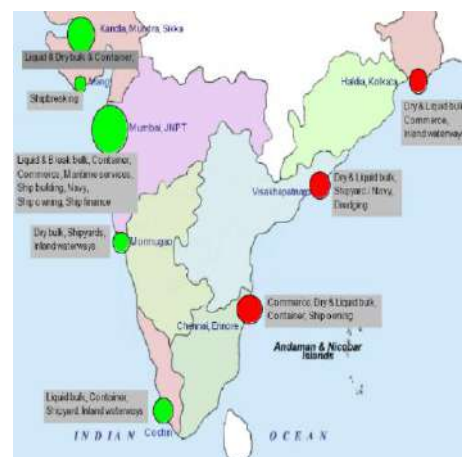 Kandla, Mundra, Sikka
Liquid & Dry bulk & Container,
Shipbreaking
Mumbai, JNPT
Liquid & Break bulk, Container,
Commerce, Maritime services,
Ship building, Navy,
Ship owning, Ship finance
Dry bulk, Shipyards,
Inland waterways
Mormugao
Liquid bulk, Container,
Shipyard, Inland waterways
Cochin
Haldia, Kolkata
Dry & Liquid bulk
Commerce,
Inland waterways
Visakhapatnam
Dry & Liquid bulk,
Shipyard / Navy,
Dredging
Commerce, Dry & Liquid bulk,
Container, Ship owning
Chennai, Ennore
Andaman & Nicobar
Islands
INDIAN OCEAN